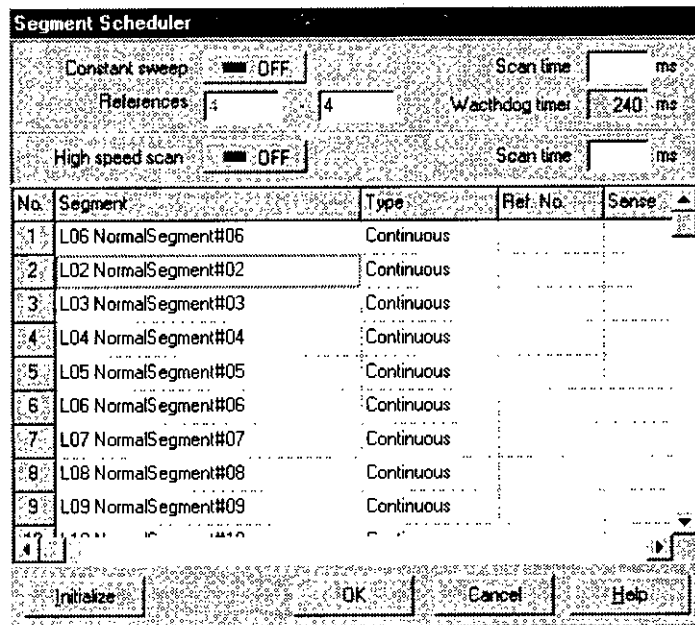 Segment Scheduler
Constant sweep OFF Scan time ms
References 4 - 4 Wacthdog timer 240 ms
High speed scan OFF Scan time ms
No. Segment Type Ref. No. Sense
1 L06 NormalSegment#06 Continuous
2 L02 NormalSegment#02 Continuous
3 L03 NormalSegment#03 Continuous
4 L04 NormalSegment#04 Continuous
5 L05 NormalSegment#05 Continuous
6 L06 NormalSegment#06 Continuous
7 L07 NormalSegment#07 Continuous
8 L08 NormalSegment#08 Continuous
9 L09 NormalSegment#09 Continuous
Initialize OK Cancel Help